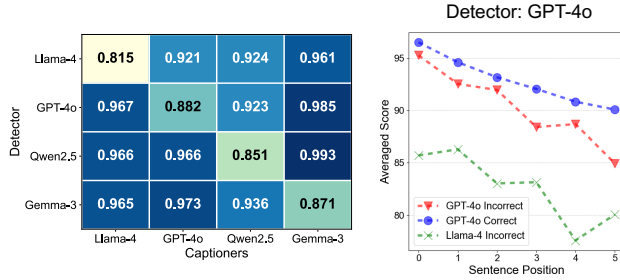 Detector: GPT-4o
Detector
Llama-4 0.815 0.921 0.924 0.961
GPT-4o 0.967 0.882 0.923 0.985
Qwen2.5 0.966 0.966 0.851 0.993
Gemma-3 0.965 0.973 0.936 0.871
Llama-4 GPT-4o Qwen2.5 Gemma-3
Captioners
Averaged Score
95
90
85
80
GPT-4o Incorrect
GPT-4o Correct
Llama-4 Incorrect
0 1 2 3 4 5
Sentence Position